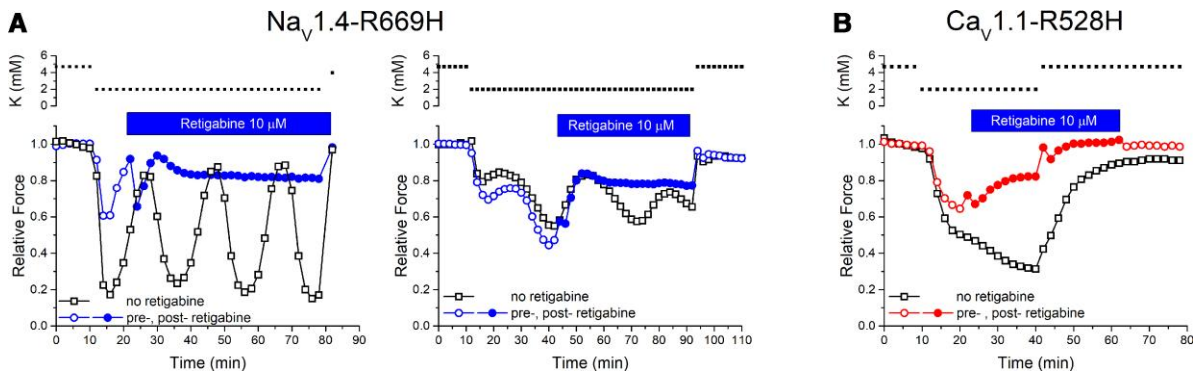 A
Na_V1.4-R669H
K (mM)
6
4
2
0
Retigabine 10 μM
Relative Force
1.0
0.8
0.6
0.4
0.2
0.0
no retigabine
pre-, post- retigabine
0 10 20 30 40 50 60 70 80 90
Time (min)
K (mM)
6
4
2
0
Retigabine 10 μM
Relative Force
1.0
0.8
0.6
0.4
0.2
0.0
no retigabine
pre-, post- retigabine
0 10 20 30 40 50 60 70 80 90 100 110
Time (min)
B
Ca_V1.1-R528H
K (mM)
6
4
2
0
Retigabine 10 μM
Relative Force
1.0
0.8
0.6
0.4
0.2
0.0
no retigabine
pre- , post- retigabine
0 10 20 30 40 50 60 70 80
Time (min)